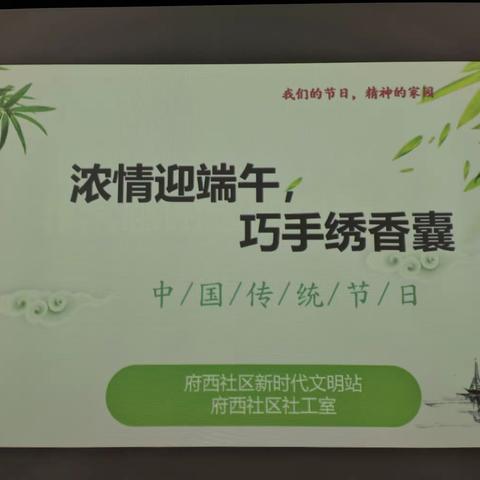 我们的节日，精神的家园
浓情迎端午，
巧手绣香囊
中/国/传/统/节/日
府西社区新时代文明站
府西社区社工室